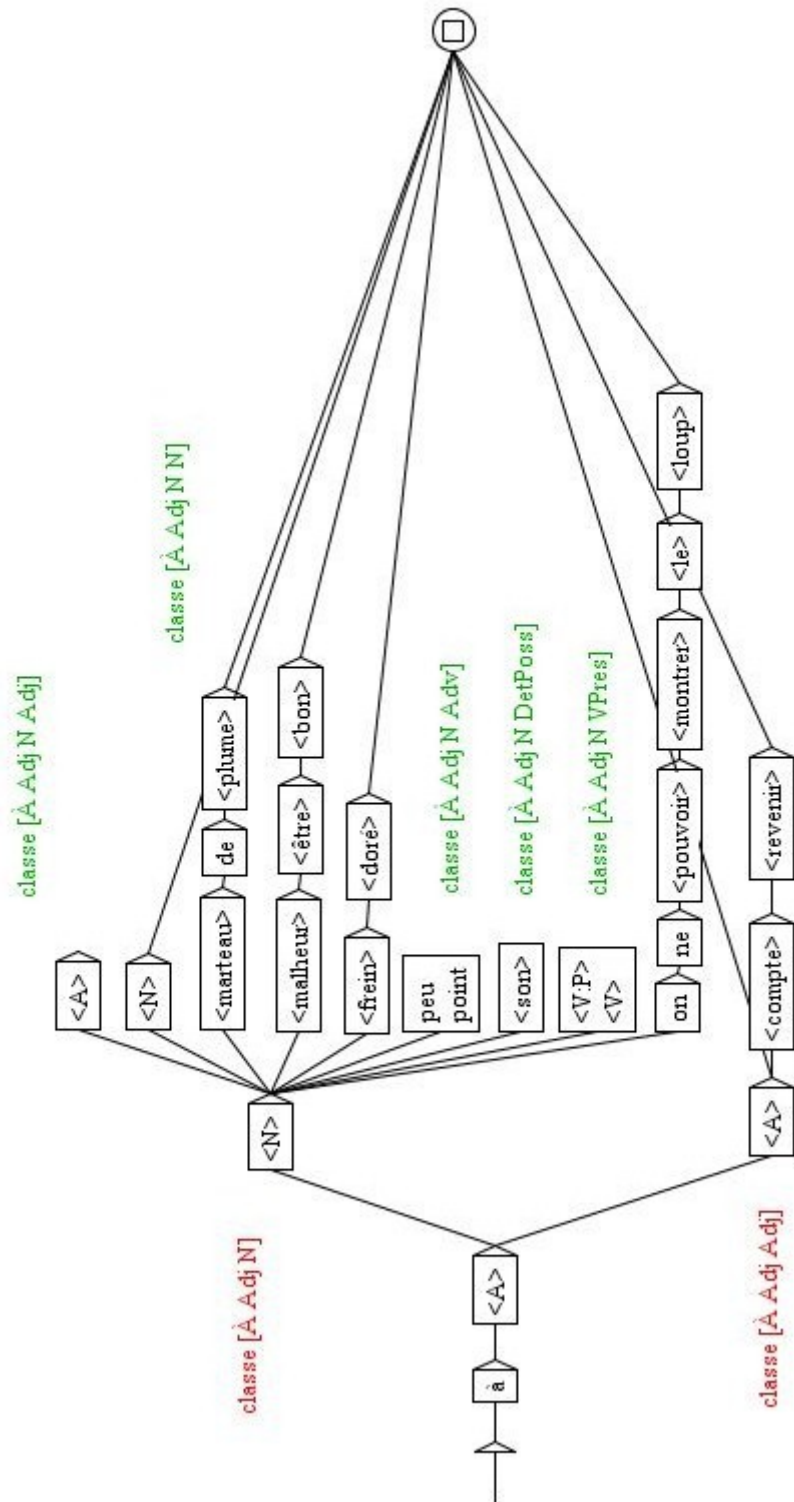 à
<A>
classe [À Adj N]
<N>
classe [À Adj N Adj]
<A>
<N>
classe [À Adj N N]
<marteau>
de
<plume>
<malheur>
<être>
<bon>
<frein>
<doré>
peu
point
classe [À Adj N Adv]
<son>
classe [À Adj N DetPoss]
<V:P>
<V>
classe [À Adj N VPres]
on
ne
<pouvoir>
<montrer>
<le>
<loup>
classe [À Adj Adj]
<A>
<compte>
<revenir>